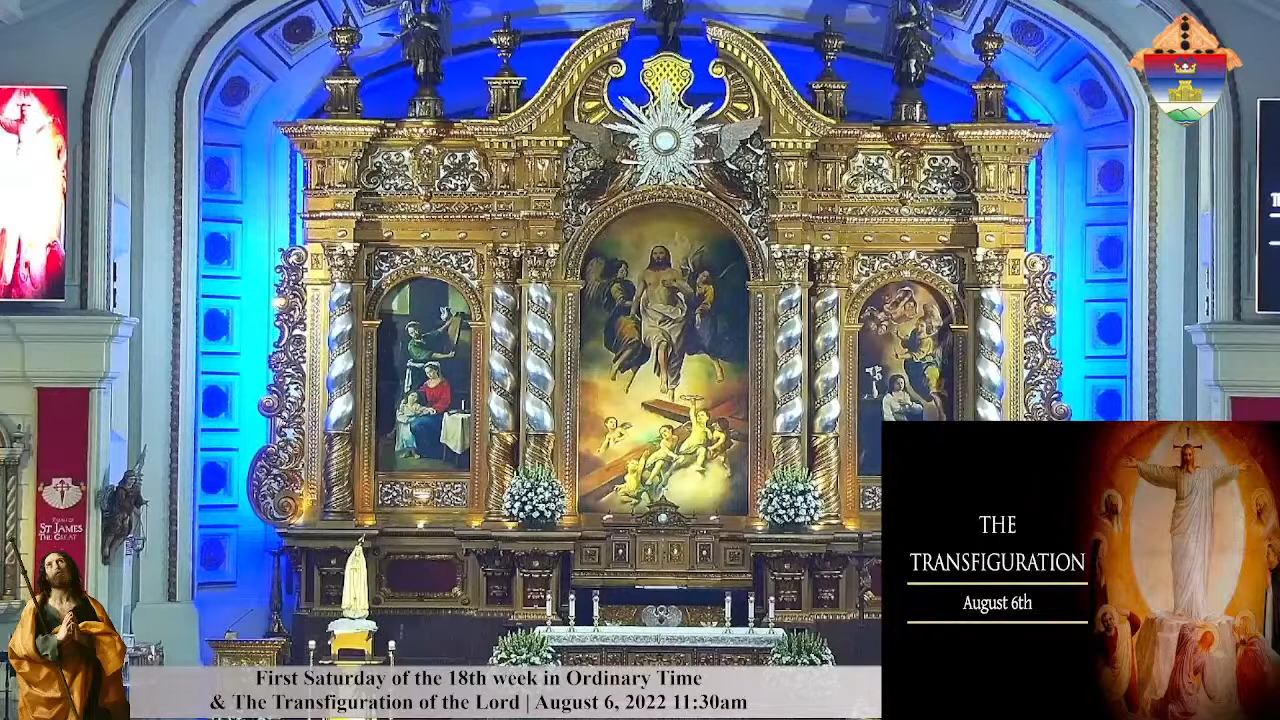 PARISH OF
ST JAMES
THE GREAT
THE
TRANSFIGURATION
August 6th
First Saturday of the 18th week in Ordinary Time
& The Transfiguration of the Lord | August 6, 2022 11:30am